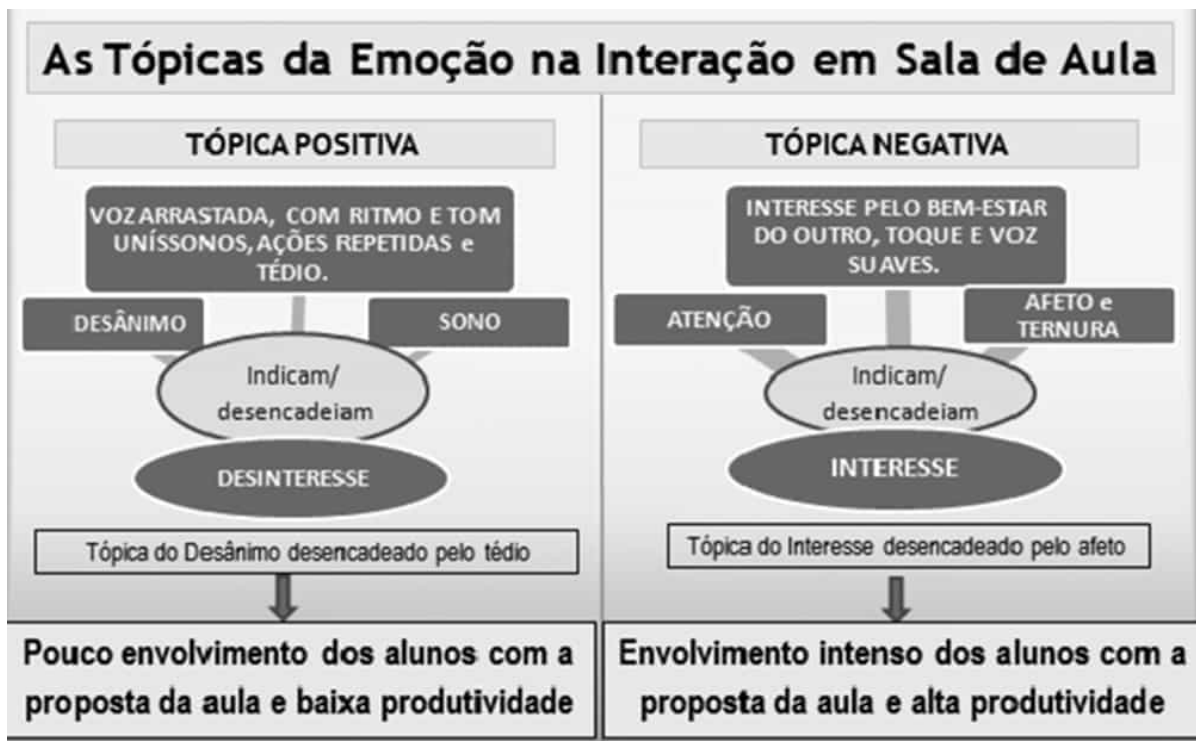 As Tópicas da Emoção na Interação em Sala de Aula
TÓPICA POSITIVA
VOZ ARRASTADA, COM RITMO E TOM
UNÍSSONOS, AÇÕES REPETIDAS e
TÉDIO.
DESÂNIMO
SONO
Indicam/
desencadeiam
DESINTERESSE
Tópica do Desânimo desencadeado pelo tédio
Pouco envolvimento dos alunos com a
proposta da aula e baixa produtividade
TÓPICA NEGATIVA
INTERESSE PELO BEM-ESTAR
DO OUTRO, TOQUE E VOZ
SUAVES.
ATENÇÃO
AFETO e
TERNURA
Indicam/
desencadeiam
INTERESSE
Tópica do Interesse desencadeado pelo afeto
Envolvimento intenso dos alunos com a
proposta da aula e alta produtividade